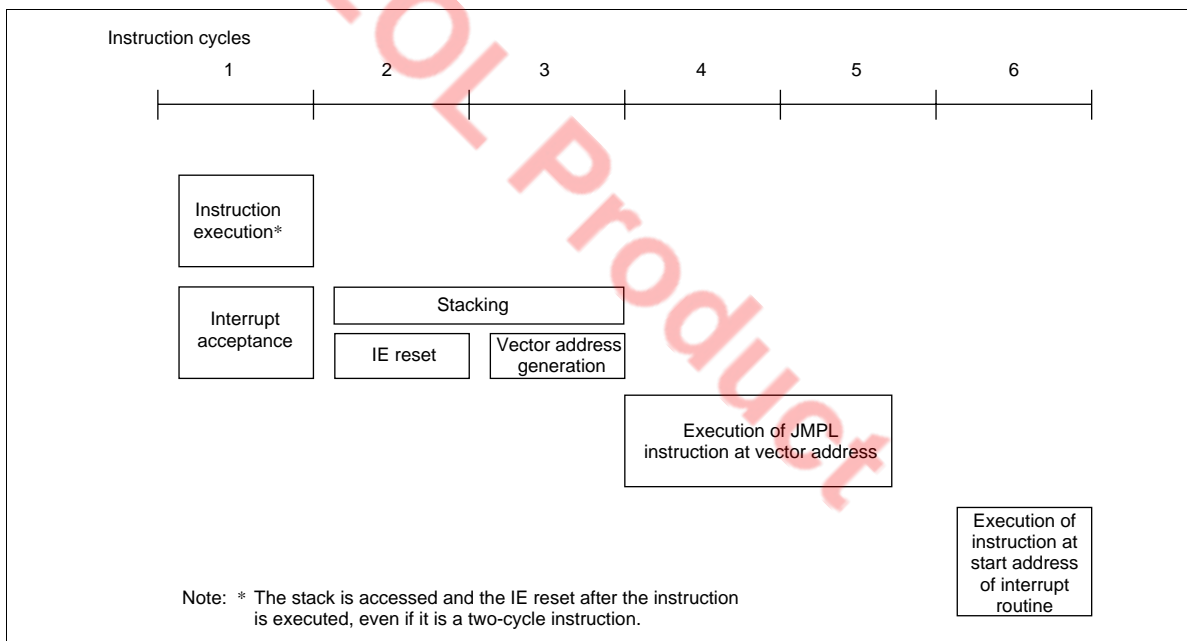 Instruction cycles
1 2 3 4 5 6
Instruction
execution*
Interrupt
acceptance
Stacking
IE reset
Vector address
generation
Execution of JMPL
instruction at vector address
Execution of
instruction at
start address
of interrupt
routine
Note: * The stack is accessed and the IE reset after the instruction
is executed, even if it is a two-cycle instruction.
OL Product